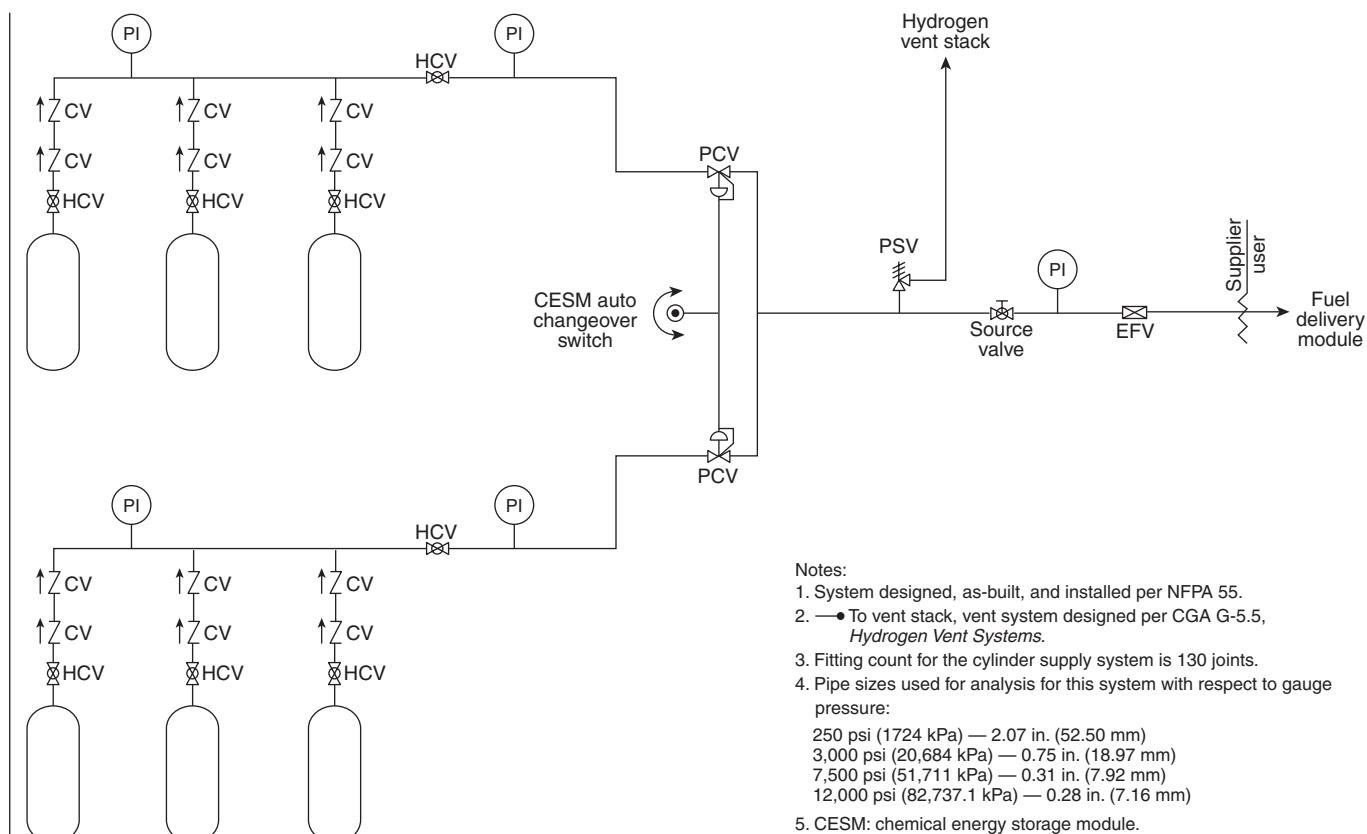 Hydrogen
vent stack
PI
PI
HCV
CV
CV
CV
CV
CV
CV
HCV
HCV
HCV
PCV
PSV
PI
Supplier
user
CESM auto
changeover
switch
Source
valve
EFV
Fuel
delivery
module
PCV
PI
PI
HCV
CV
CV
CV
CV
CV
CV
HCV
HCV
HCV
Notes:
1. System designed, as-built, and installed per NFPA 55.
2. To vent stack, vent system designed per CGA G-5.5,
Hydrogen Vent Systems.
3. Fitting count for the cylinder supply system is 130 joints.
4. Pipe sizes used for analysis for this system with respect to gauge
pressure:
250 psi (1724 kPa) — 2.07 in. (52.50 mm)
3,000 psi (20,684 kPa) — 0.75 in. (18.97 mm)
7,500 psi (51,711 kPa) — 0.31 in. (7.92 mm)
12,000 psi (82,737.1 kPa) — 0.28 in. (7.16 mm)
5. CESM: chemical energy storage module.